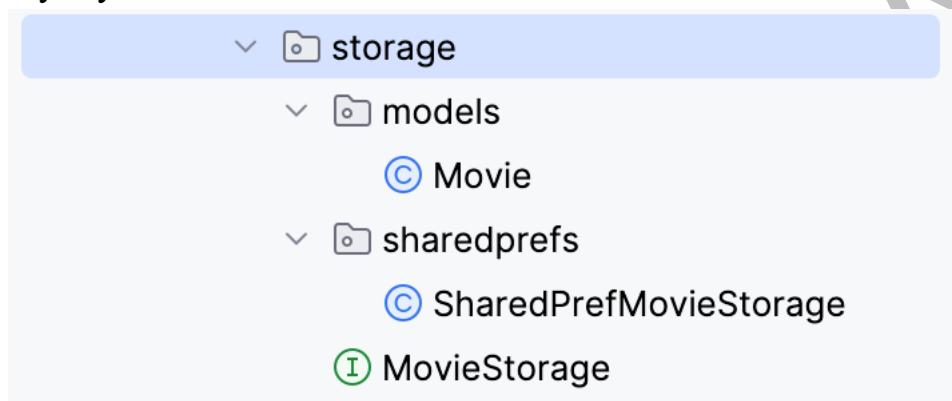 storage
models
C Movie
sharedprefs
C SharedPrefMovieStorage
I MovieStorage